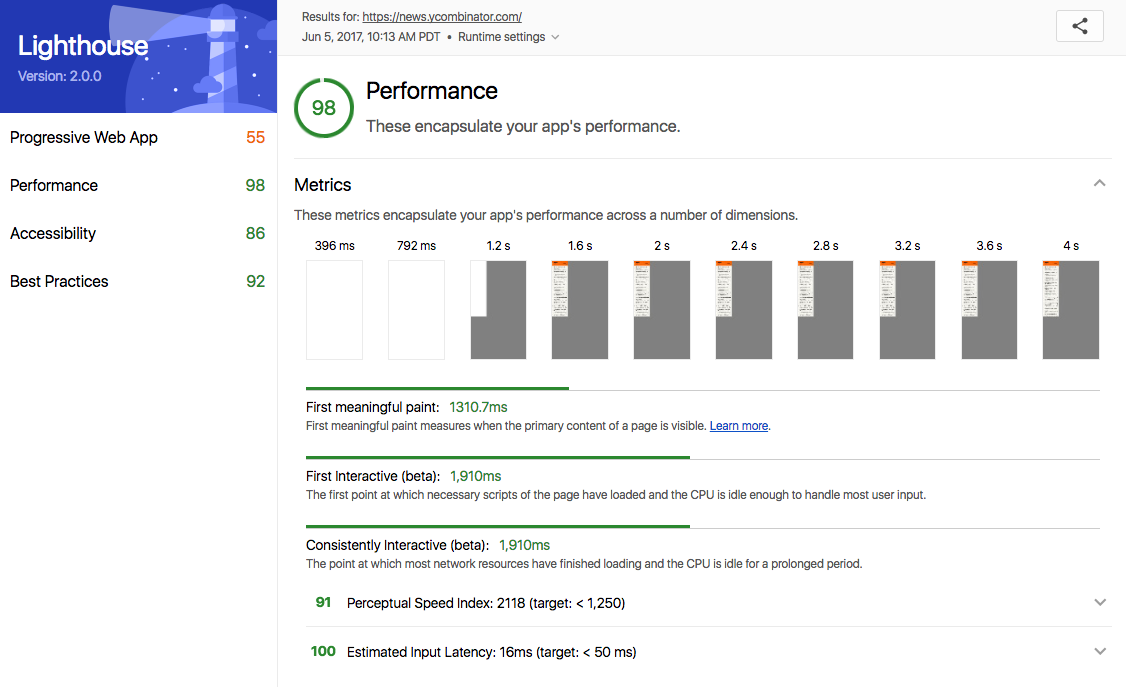 Lighthouse
Version: 2.0.0
Progressive Web App 55
Performance 98
Accessibility 86
Best Practices 92
Results for: https://news.ycombinator.com/
Jun 5, 2017, 10:13 AM PDT • Runtime settings
98
Performance
These encapsulate your app's performance.
Metrics
These metrics encapsulate your app's performance across a number of dimensions.
396 ms 792 ms 1.2 s 1.6 s 2 s 2.4 s 2.8 s 3.2 s 3.6 s 4 s
First meaningful paint: 1310.7ms
First meaningful paint measures when the primary content of a page is visible. Learn more.
First Interactive (beta): 1,910ms
The first point at which necessary scripts of the page have loaded and the CPU is idle enough to handle most user input.
Consistently Interactive (beta): 1,910ms
The point at which most network resources have finished loading and the CPU is idle for a prolonged period.
91 Perceptual Speed Index: 2118 (target: < 1,250)
100 Estimated Input Latency: 16ms (target: < 50 ms)